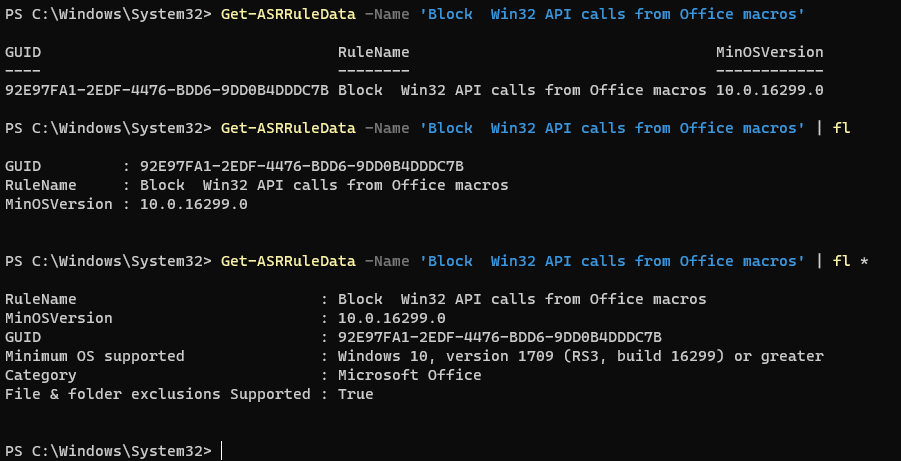 PS C:\Windows\System32> Get-ASRRuleData -Name 'Block  Win32 API calls from Office macros'
GUID                                 RuleName                                  MinOSVersion
----                                 --------                                  ------------
92E97FA1-2EDF-4476-BDD6-9DD0B4DDDC7B Block  Win32 API calls from Office macros 10.0.16299.0
PS C:\Windows\System32> Get-ASRRuleData -Name 'Block  Win32 API calls from Office macros' | fl
GUID         : 92E97FA1-2EDF-4476-BDD6-9DD0B4DDDC7B
RuleName     : Block  Win32 API calls from Office macros
MinOSVersion : 10.0.16299.0
PS C:\Windows\System32> Get-ASRRuleData -Name 'Block  Win32 API calls from Office macros' | fl *
RuleName                          : Block  Win32 API calls from Office macros
MinOSVersion                      : 10.0.16299.0
GUID                              : 92E97FA1-2EDF-4476-BDD6-9DD0B4DDDC7B
Minimum OS supported              : Windows 10, version 1709 (RS3, build 16299) or greater
Category                          : Microsoft Office
File & folder exclusions Supported : True
PS C:\Windows\System32>